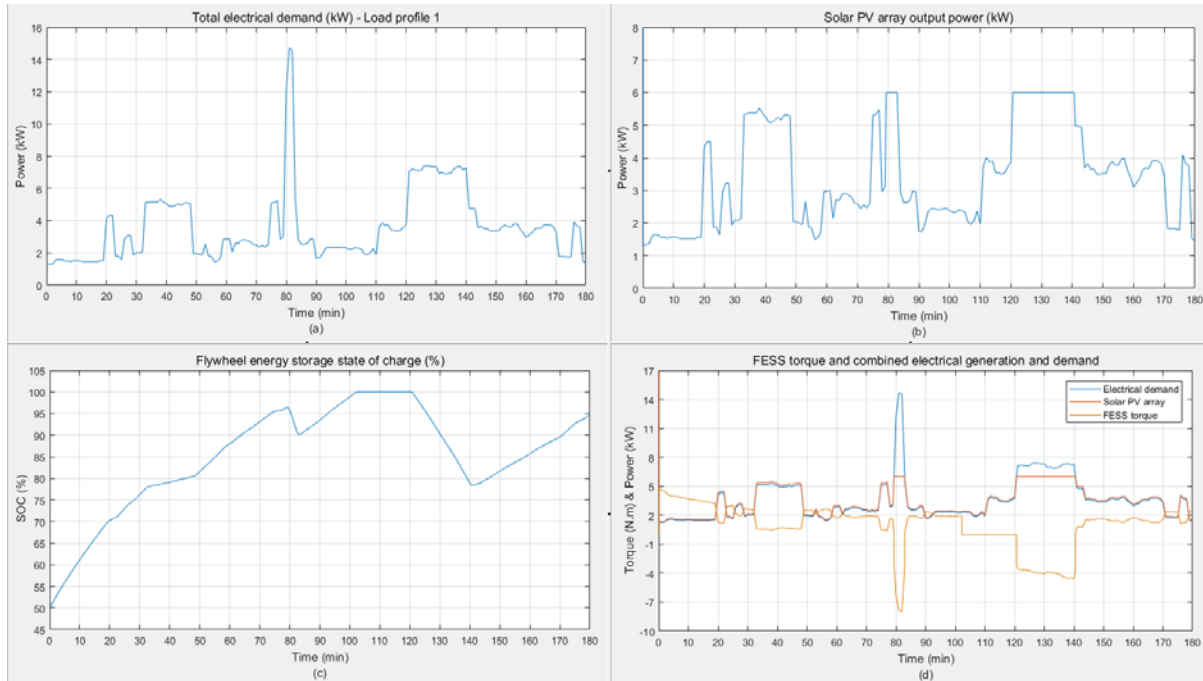 Total electrical demand (kW) - Load profile 1
16
14
12
10
8
6
4
2
0
Power (kW)
0 10 20 30 40 50 60 70 80 90 100 110 120 130 140 150 160 170 180
Time (min)
(a)
Solar PV array output power (kW)
8
7
6
5
4
3
2
1
0
Power (kW)
0 10 20 30 40 50 60 70 80 90 100 110 120 130 140 150 160 170 180
Time (min)
(b)
Flywheel energy storage state of charge (%)
105
100
95
90
85
80
75
70
65
60
55
50
45
SOC (%)
0 10 20 30 40 50 60 70 80 90 100 110 120 130 140 150 160 170 180
Time (min)
(c)
FESS torque and combined electrical generation and demand
17
14
11
8
5
2
-1
-4
-7
-10
Torque (N.m) & Power (kW)
Electrical demand
Solar PV array
FESS torque
0 10 20 30 40 50 60 70 80 90 100 110 120 130 140 150 160 170 180
Time (min)
(d)